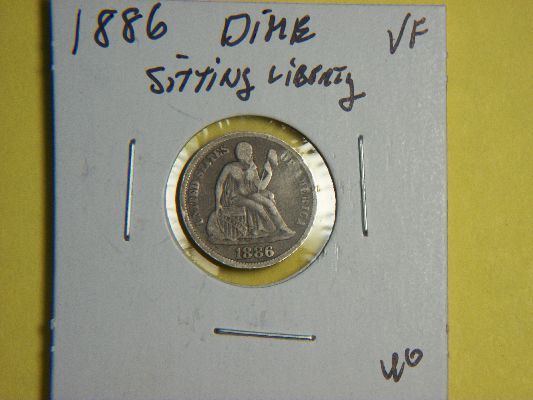 1886 DIME VF
SITTING LIBERTY
UNITED STATES OF AMERICA
1886